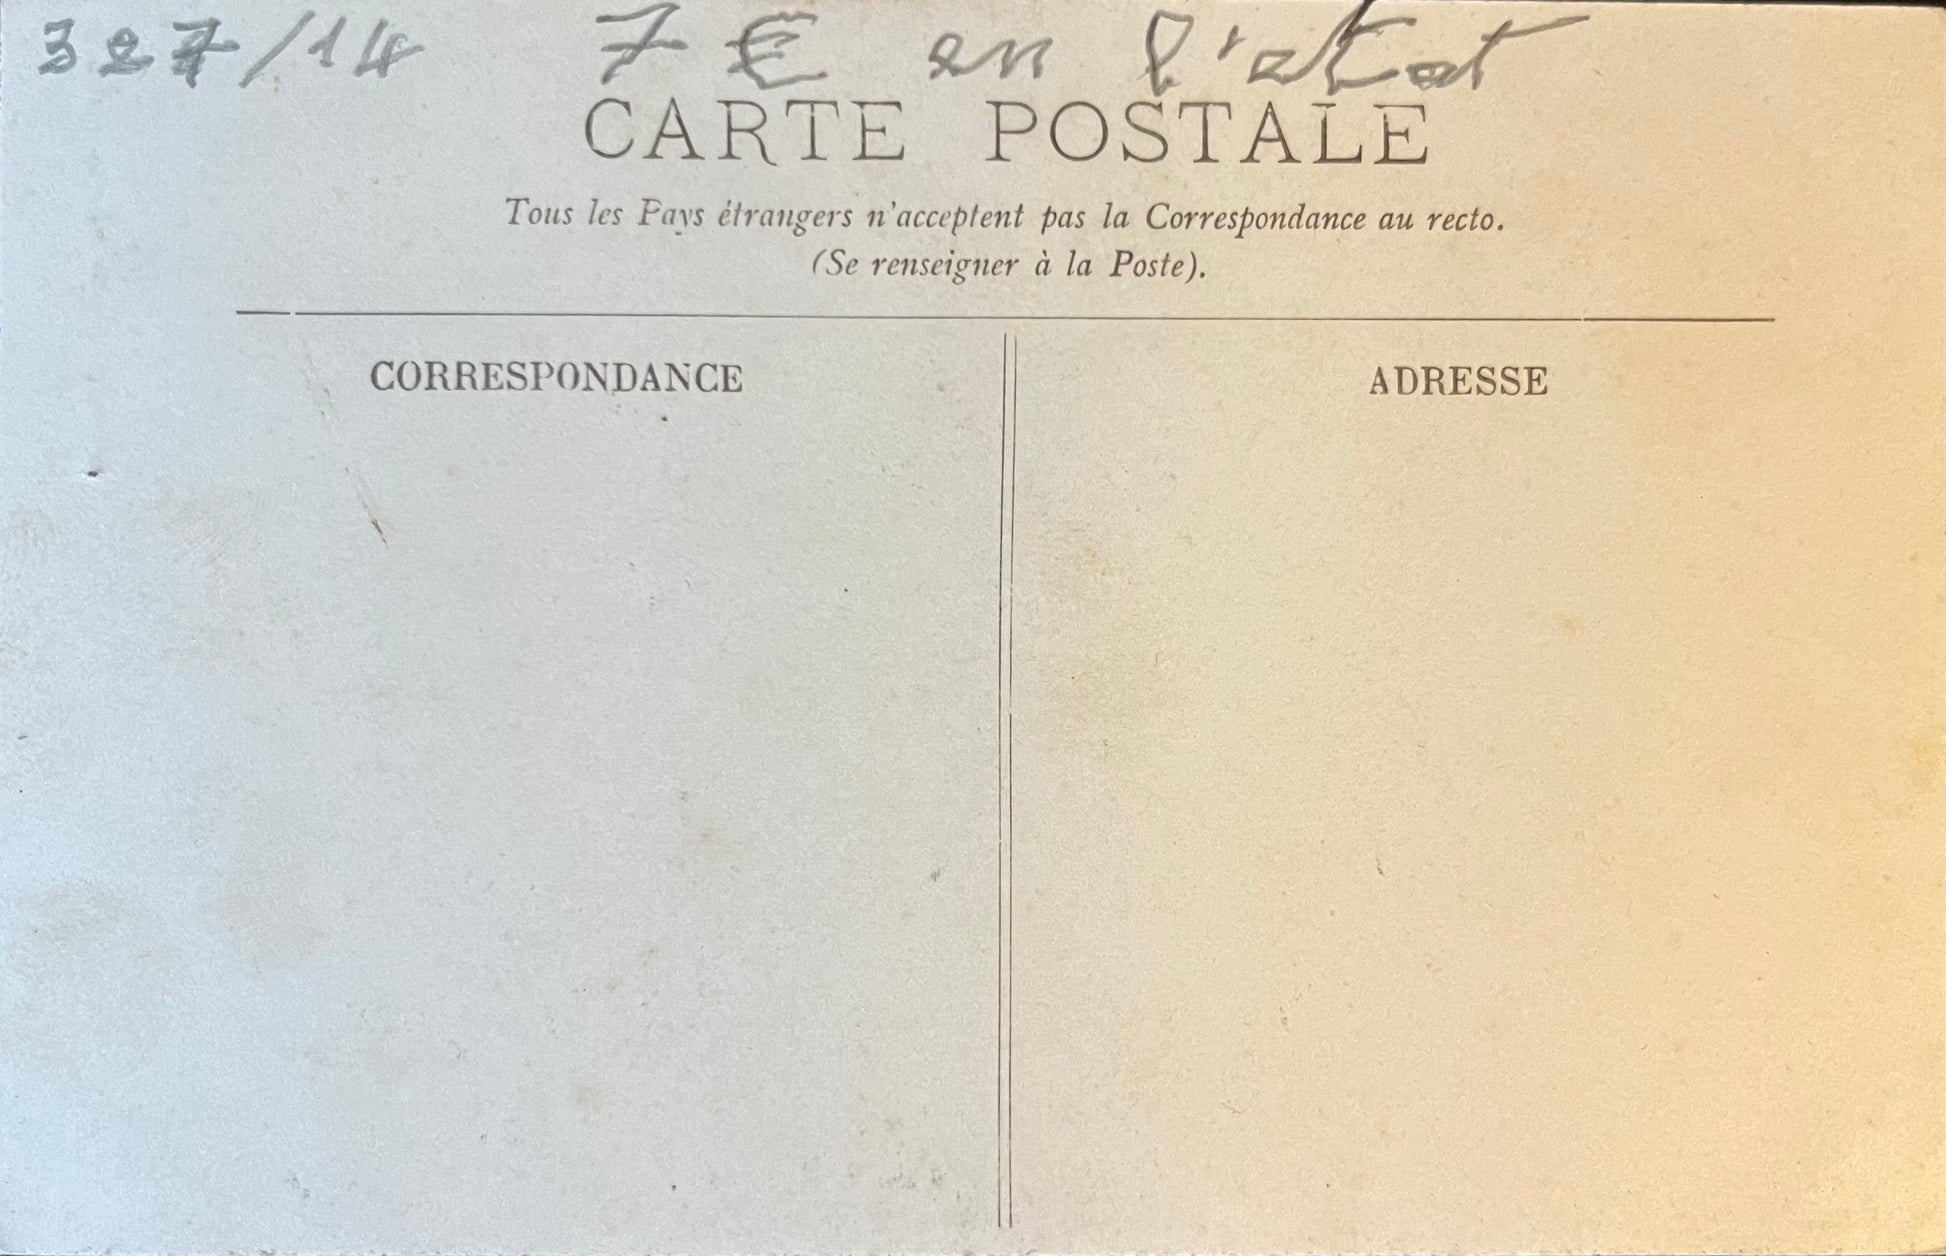 327/14 7 € en l'état
CARTE POSTALE
Tous les Pays étrangers n'acceptent pas la Correspondance au recto.
(Se renseigner à la Poste).
CORRESPONDANCE
ADRESSE